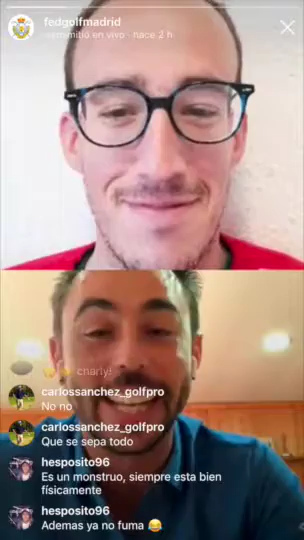 fedgolfmadrid
retransmitió en vivo · hace 2 h
charly!
carlossanchez_golfpro
No no
carlossanchez_golfpro
Que se sepa todo
hesposito96
Es un monstruo, siempre esta bien
físicamente
hesposito96
Ademas ya no fuma 😂